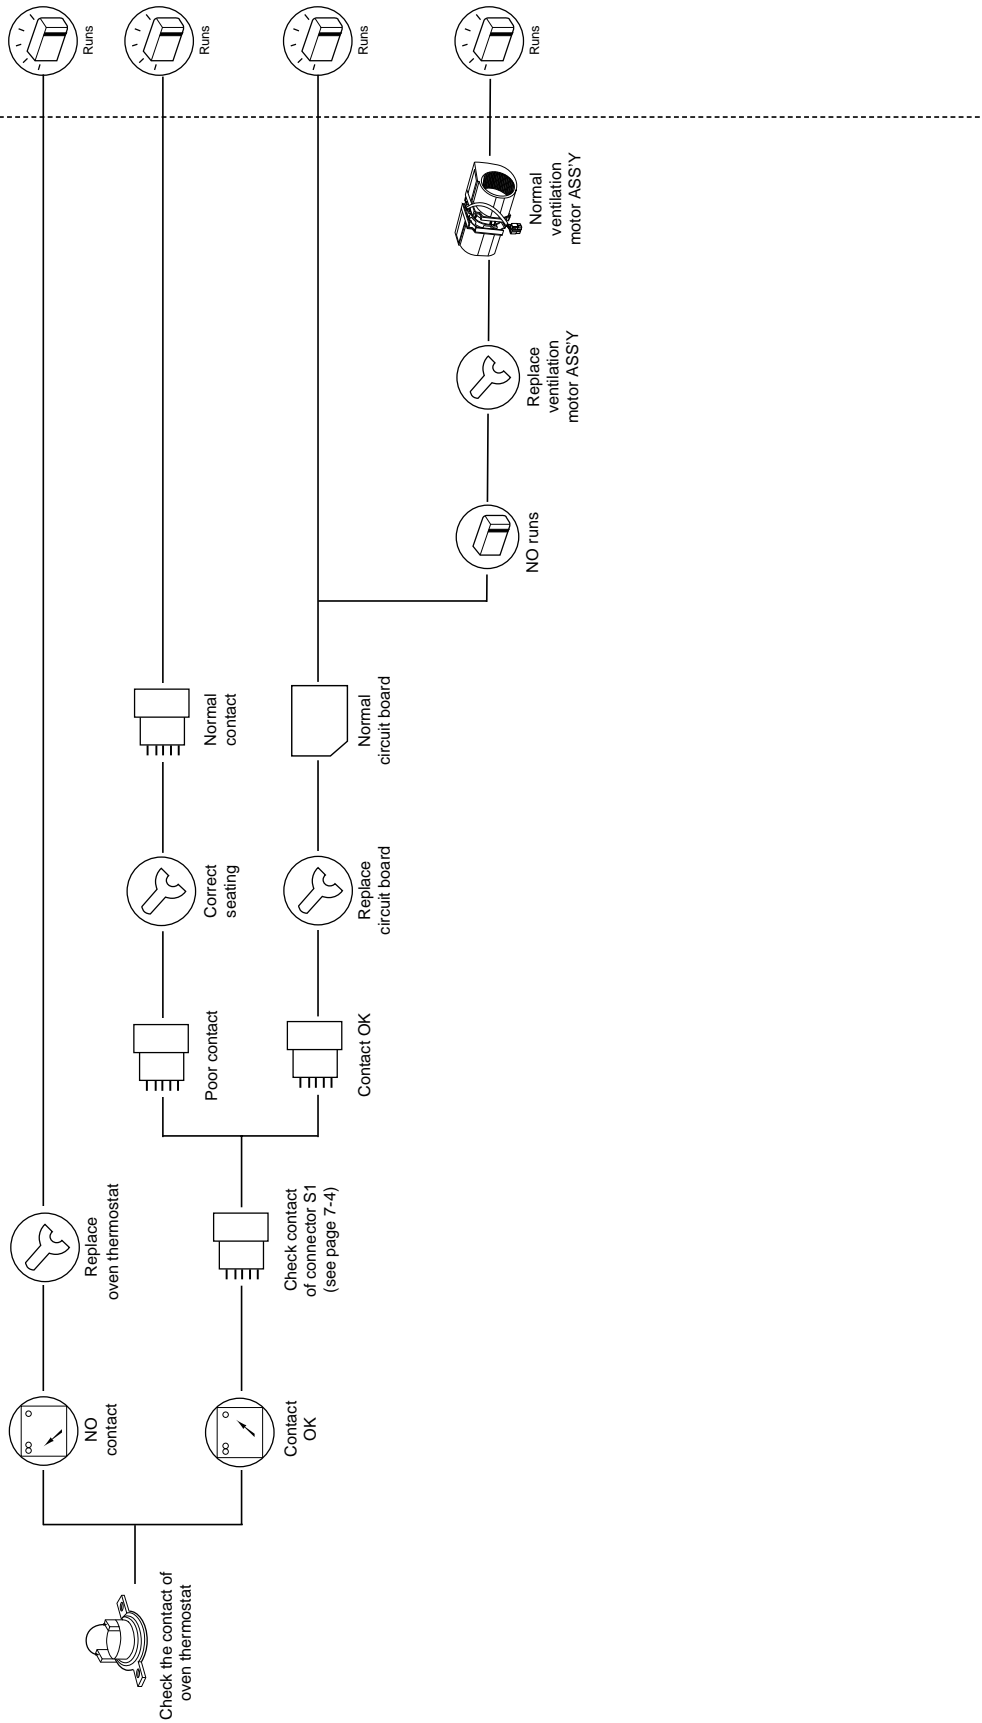 Check the contact of
oven thermostat
NO
contact
Replace
oven thermostat
Runs
Contact
OK
Check contact
of connector S1
(see page 7-4)
Poor contact
Correct
seating
Normal
contact
Runs
Contact OK
Replace
circuit board
Normal
circuit board
Runs
NO runs
Replace
ventilation
motor ASS'Y
Normal
ventilation
motor ASS'Y
Runs